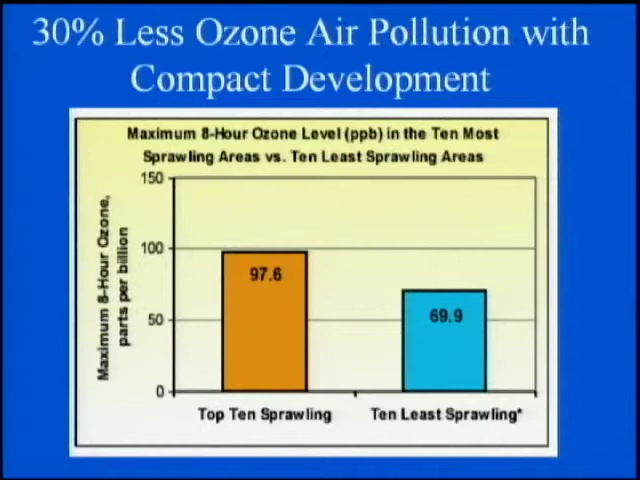 30% Less Ozone Air Pollution with
Compact Development
Maximum 8-Hour Ozone Level (ppb) in the Ten Most
Sprawling Areas vs. Ten Least Sprawling Areas
Maximum 8-Hour Ozone,
parts per billion
150
100
50
0
97.6
69.9
Top Ten Sprawling
Ten Least Sprawling*